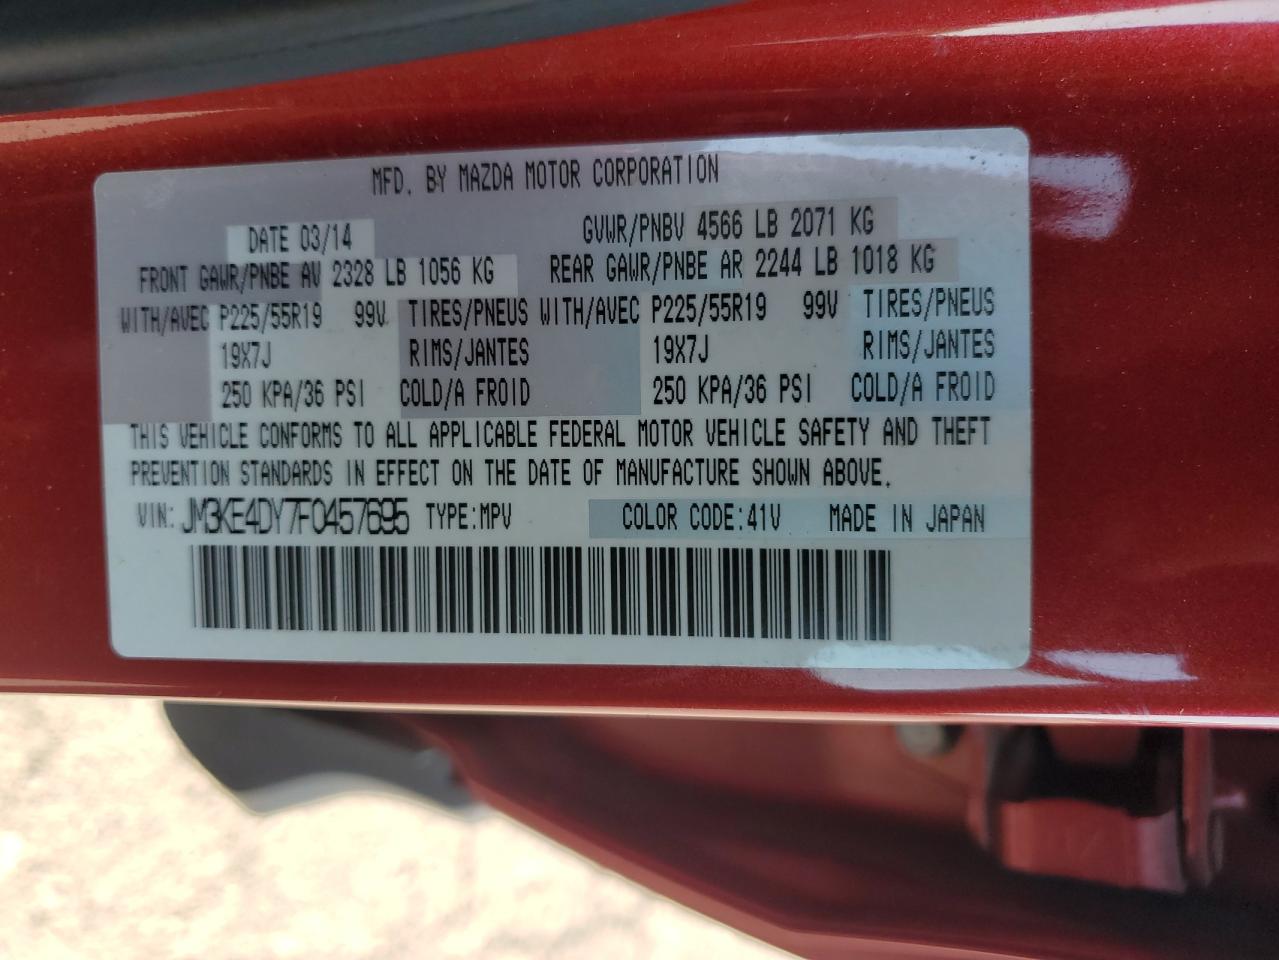 MFD. BY MAZDA MOTOR CORPORATION
DATE 03/14 GVWR/PNBV 4566 LB 2071 KG
FRONT GAWR/PNBE AV 2328 LB 1056 KG REAR GAWR/PNBE AR 2244 LB 1018 KG
WITH/AVEC P225/55R19 99V TIRES/PNEUS WITH/AVEC P225/55R19 99V TIRES/PNEUS
19X7J RIMS/JANTES 19X7J RIMS/JANTES
250 KPA/36 PSI COLD/A FROID 250 KPA/36 PSI COLD/A FROID
THIS VEHICLE CONFORMS TO ALL APPLICABLE FEDERAL MOTOR VEHICLE SAFETY AND THEFT
PREVENTION STANDARDS IN EFFECT ON THE DATE OF MANUFACTURE SHOWN ABOVE.
VIN: JM3KE4DY7F0457695 TYPE:MPV COLOR CODE:41V MADE IN JAPAN